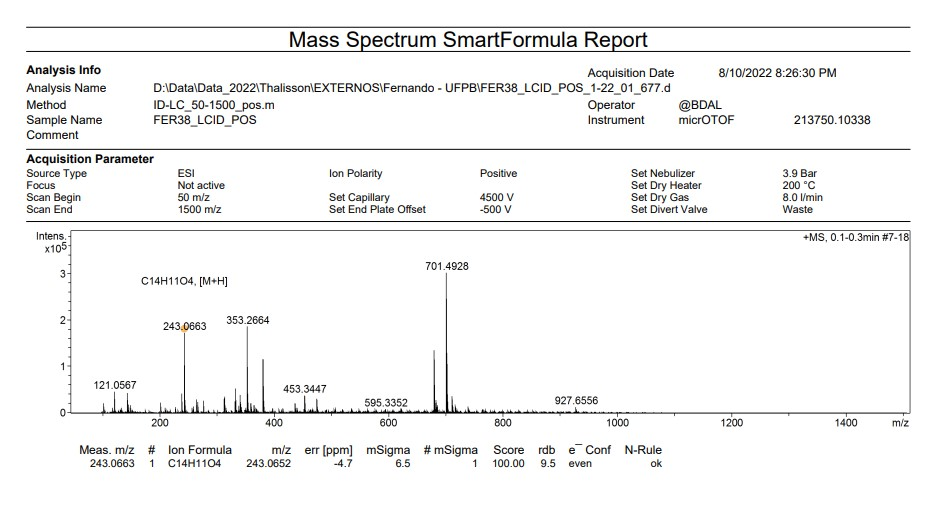 Mass Spectrum SmartFormula Report
Analysis Info
Acquisition Date 8/10/2022 8:26:30 PM
Analysis Name D:\Data\Data_2022\Thalisson\EXTERNOS\Fernando - UFPB\FER38_LCID_POS_1-22_01_677.d
Method ID-LC_50-1500_pos.m Operator @BDAL
Sample Name FER38_LCID_POS Instrument micrOTOF 213750.10338
Comment
Acquisition Parameter
Source Type ESI Ion Polarity Positive Set Nebulizer 3.9 Bar
Focus Not active Set Dry Heater 200 °C
Scan Begin 50 m/z Set Capillary 4500 V Set Dry Gas 8.0 l/min
Scan End 1500 m/z Set End Plate Offset -500 V Set Divert Valve Waste
Intens. +MS, 0.1-0.3min #7-18
x10⁵
701.4928
3
C14H11O4, [M+H]
353.2664
2
243.0663
1
121.0567
453.3447
595.3352
927.6556
0
200 400 600 800 1000 1200 1400 m/z
Meas. m/z # Ion Formula m/z err [ppm] mSigma # mSigma Score rdb e¯ Conf N-Rule
243.0663 1 C14H11O4 243.0652 -4.7 6.5 1 100.00 9.5 even ok